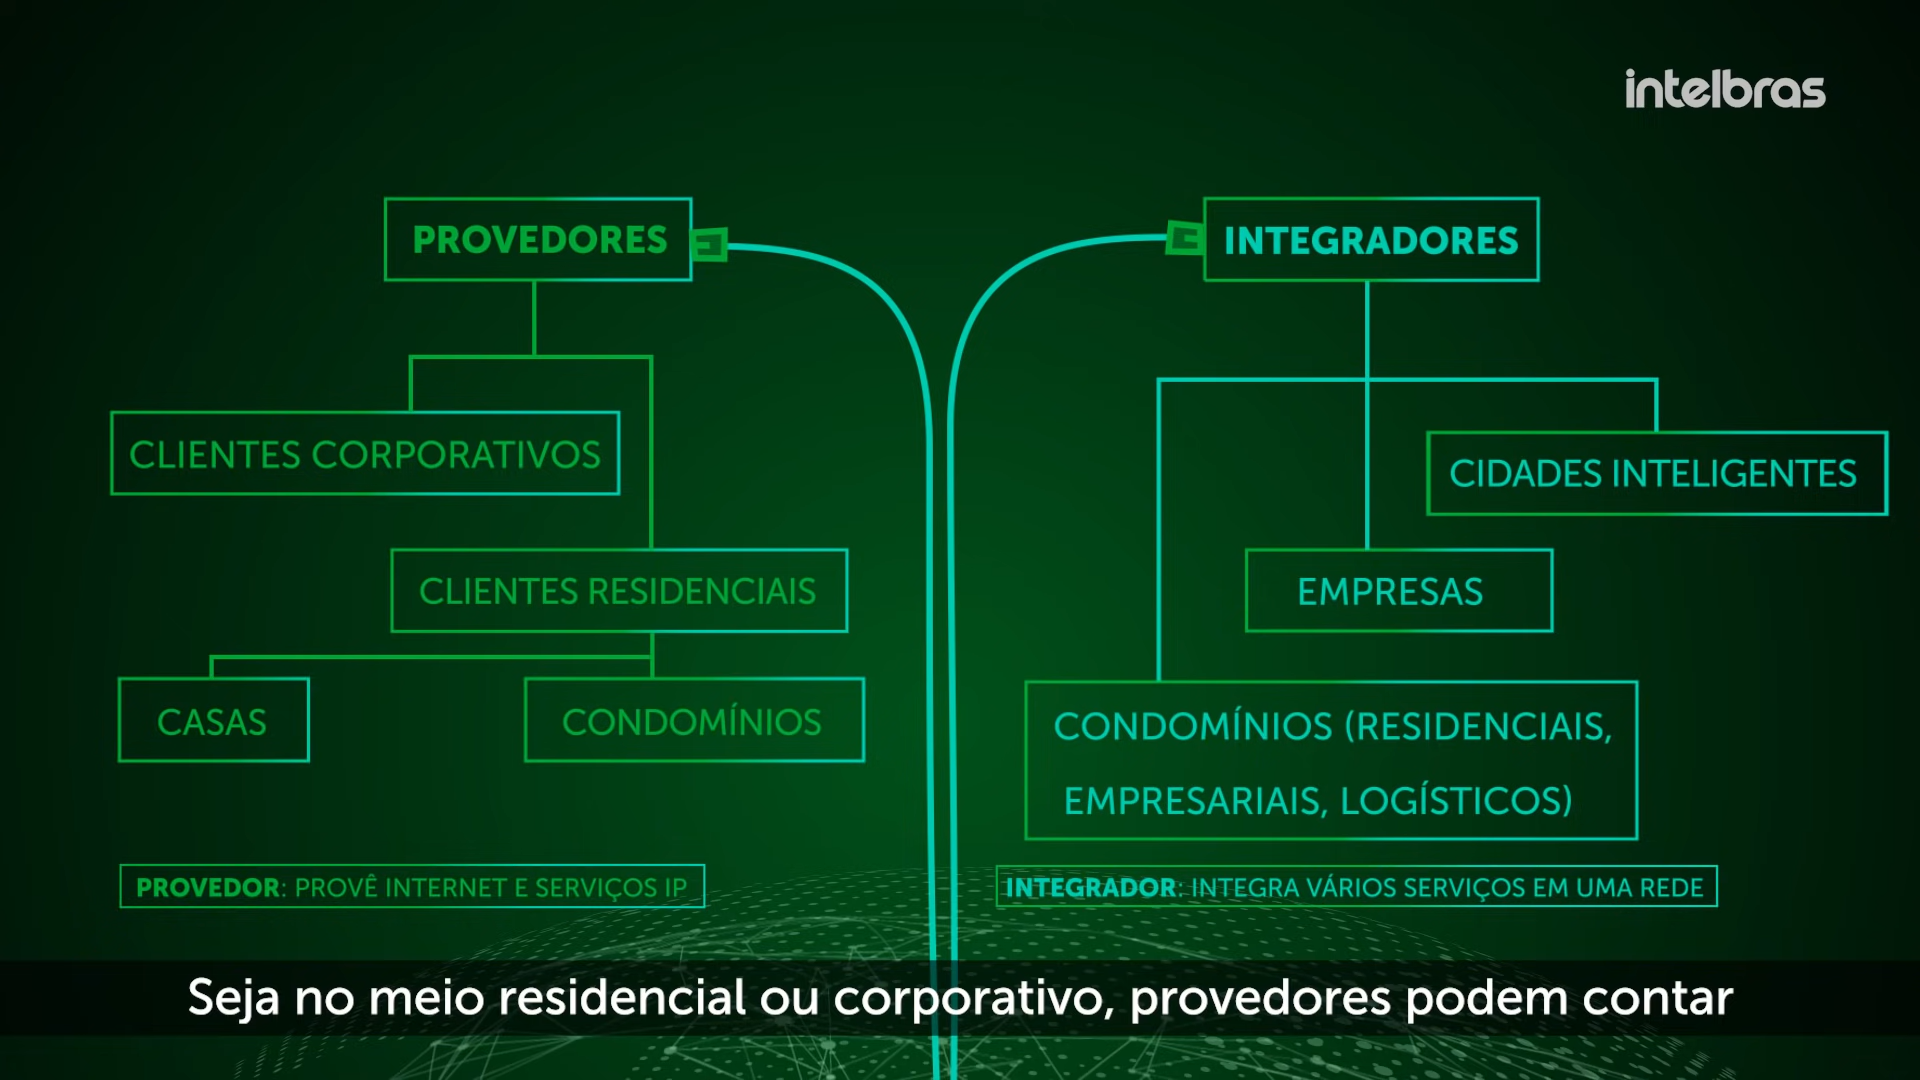 intelbras
PROVEDORES
CLIENTES CORPORATIVOS
CLIENTES RESIDENCIAIS
CASAS
CONDOMÍNIOS
PROVEDOR: PROVÊ INTERNET E SERVIÇOS IP
INTEGRADORES
CIDADES INTELIGENTES
EMPRESAS
CONDOMÍNIOS (RESIDENCIAIS,
EMPRESARIAIS, LOGÍSTICOS)
INTEGRADOR: INTEGRA VÁRIOS SERVIÇOS EM UMA REDE
Seja no meio residencial ou corporativo, provedores podem contar